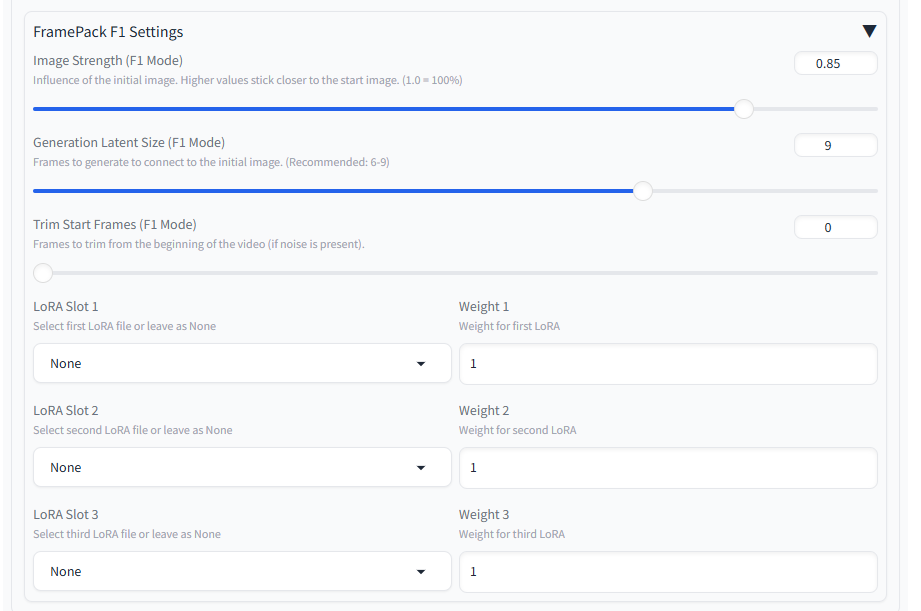 FramePack F1 Settings
Image Strength (F1 Mode)
0.85
Influence of the initial image. Higher values stick closer to the start image. (1.0 = 100%)
Generation Latent Size (F1 Mode)
9
Frames to generate to connect to the initial image. (Recommended: 6-9)
Trim Start Frames (F1 Mode)
0
Frames to trim from the beginning of the video (if noise is present).
LoRA Slot 1
Select first LoRA file or leave as None
None
Weight 1
Weight for first LoRA
1
LoRA Slot 2
Select second LoRA file or leave as None
None
Weight 2
Weight for second LoRA
1
LoRA Slot 3
Select third LoRA file or leave as None
None
Weight 3
Weight for third LoRA
1